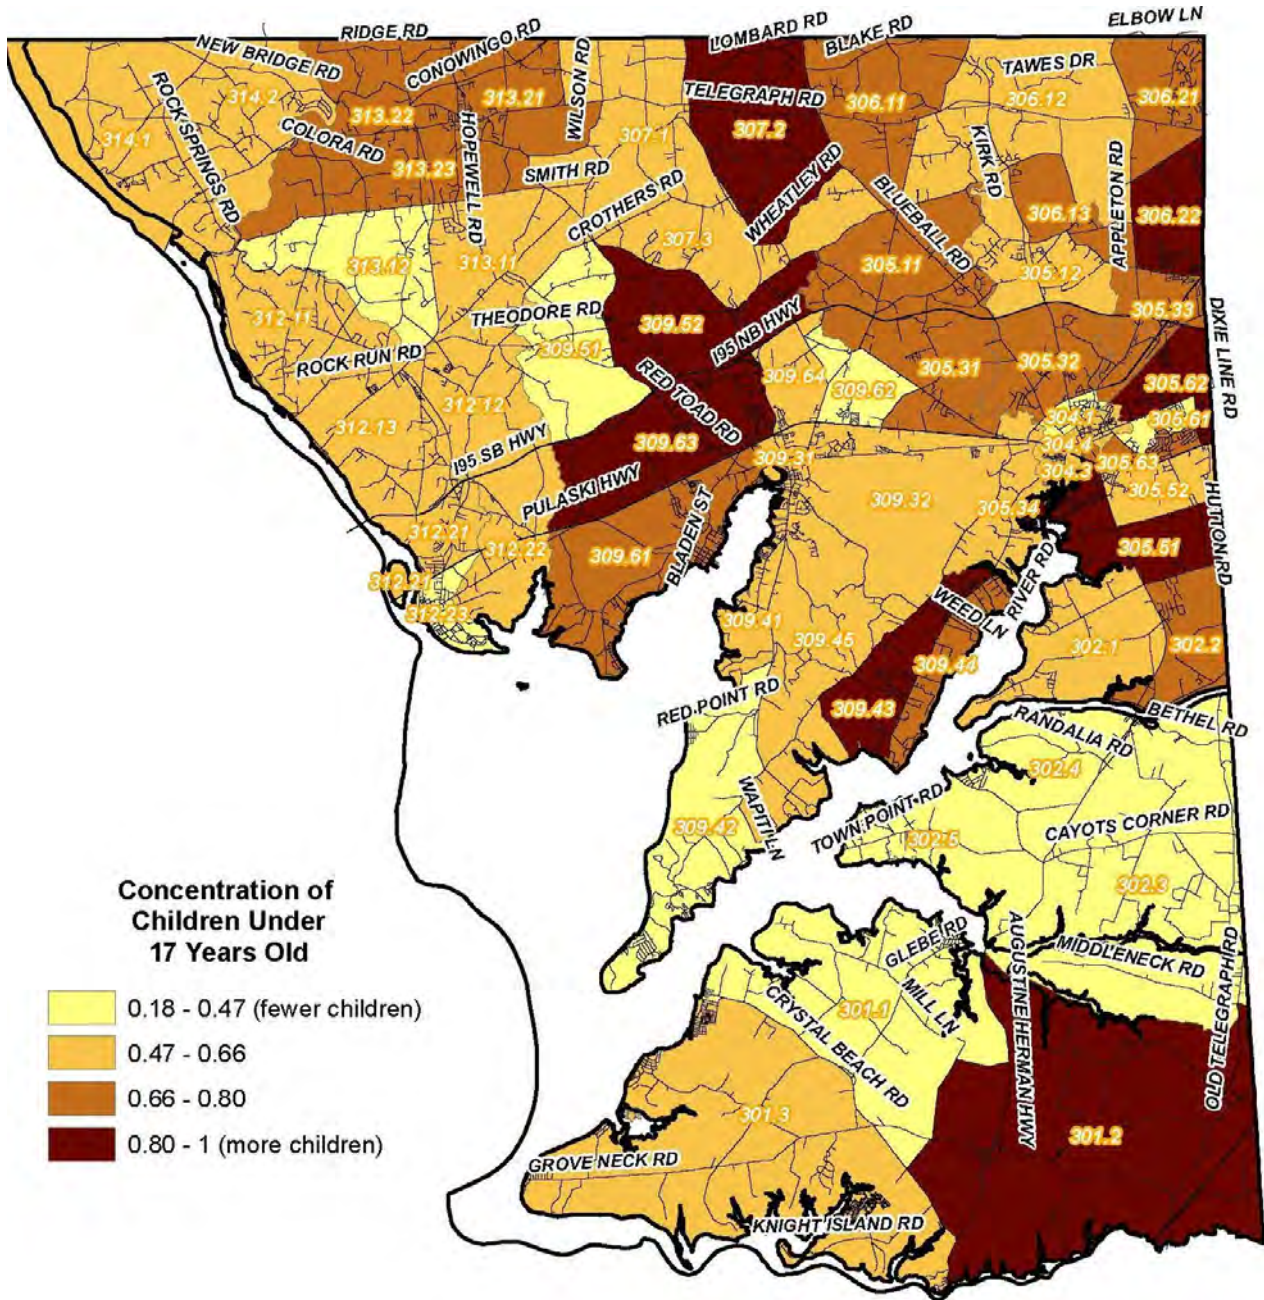 ELBOW LN
RIDGE RD
LOMBARD RD
BLAKE RD
NEW BRIDGE RD
CONOWINGO RD
WILSON RD
TAWES DR
ROCK SPRINGS RD
314.2
313.21
TELEGRAPH RD
306.11
306.12
306.21
313.22
307.1
307.2
314.1
COLORA RD
HOPEWELL RD
313.23
SMITH RD
KIRK RD
WHEATLEY RD
BLUEBALL RD
APPLETON RD
CROTHERS RD
306.13
306.22
307.3
313.12
313.11
305.11
305.12
312.11
THEODORE RD
309.52
I95 NB HWY
305.33
DIXIE LINE RD
ROCK RUN RD
309.51
RED TOAD RD
309.64
309.62
305.31
305.32
305.62
312.12
312.13
304.1
305.61
I95 SB HWY
309.63
304.4
309.31
304.3
305.63
PULASKI HWY
305.52
309.32
305.34
HUTTON RD
312.21
312.22
309.61
BLADEN ST
305.51
312.21
312.23
RIVER RD
WEED LN
309.41
309.45
302.1
302.2
309.44
RED POINT RD
309.43
BETHEL RD
RANDALIA RD
302.4
WAPITI LN
TOWN POINT RD
309.42
302.5
CAYOTS CORNER RD
302.3
Concentration of
Children Under
17 Years Old
GLEBE RD
AUGUSTINE HERMAN HWY
MIDDLENECK RD
OLD TELEGRAPH RD
CRYSTAL BEACH RD
301.1
MILL LN
0.18 - 0.47 (fewer children)
0.47 - 0.66
0.66 - 0.80
0.80 - 1 (more children)
301.3
301.2
GROVE NECK RD
KNIGHT ISLAND RD